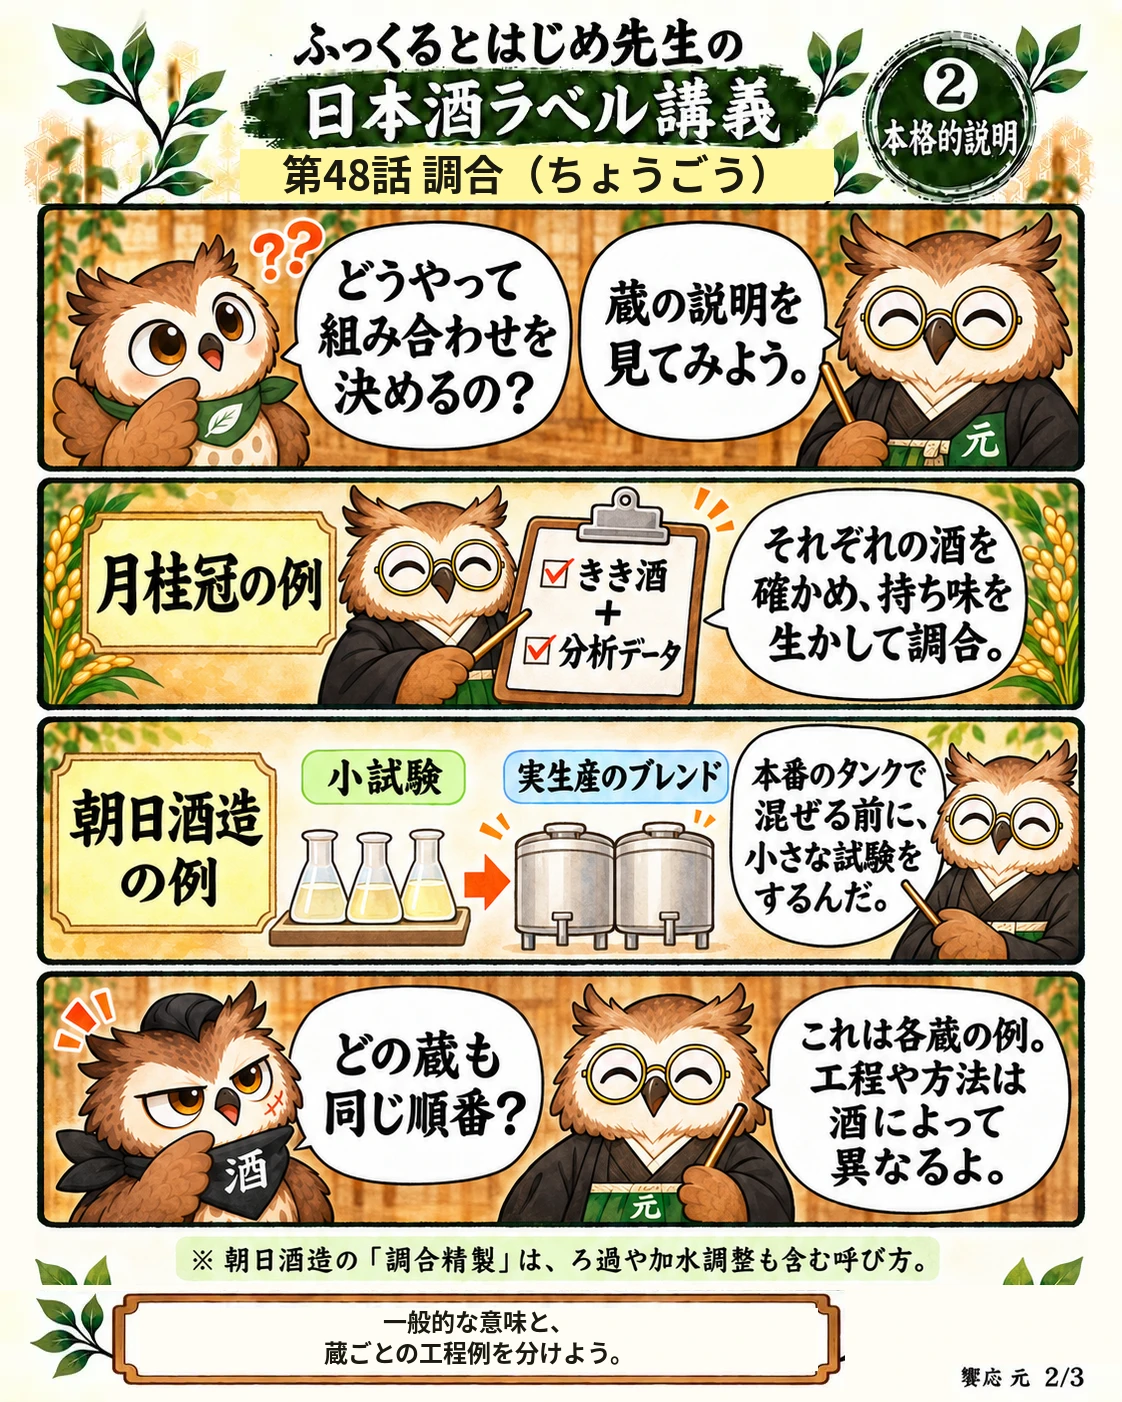 ふっくるとはじめ先生の
日本酒ラベル講義
2
本格的説明
第48話 調合（ちょうごう）
??
どうやって
組み合わせを
決めるの？
蔵の説明を
見てみよう。
元
月桂冠の例
きき酒
+
分析データ
それぞれの酒を
確かめ、持ち味を
生かして調合。
朝日酒造
の例
小試験
実生産のブレンド
本番のタンクで
混ぜる前に、
小さな試験を
するんだ。
酒
どの蔵も
同じ順番？
元
これは各蔵の例。
工程や方法は
酒によって
異なるよ。
※ 朝日酒造の「調合精製」は、ろ過や加水調整も含む呼び方。
一般的な意味と、
蔵ごとの工程例を分けよう。
饗応 元 2/3